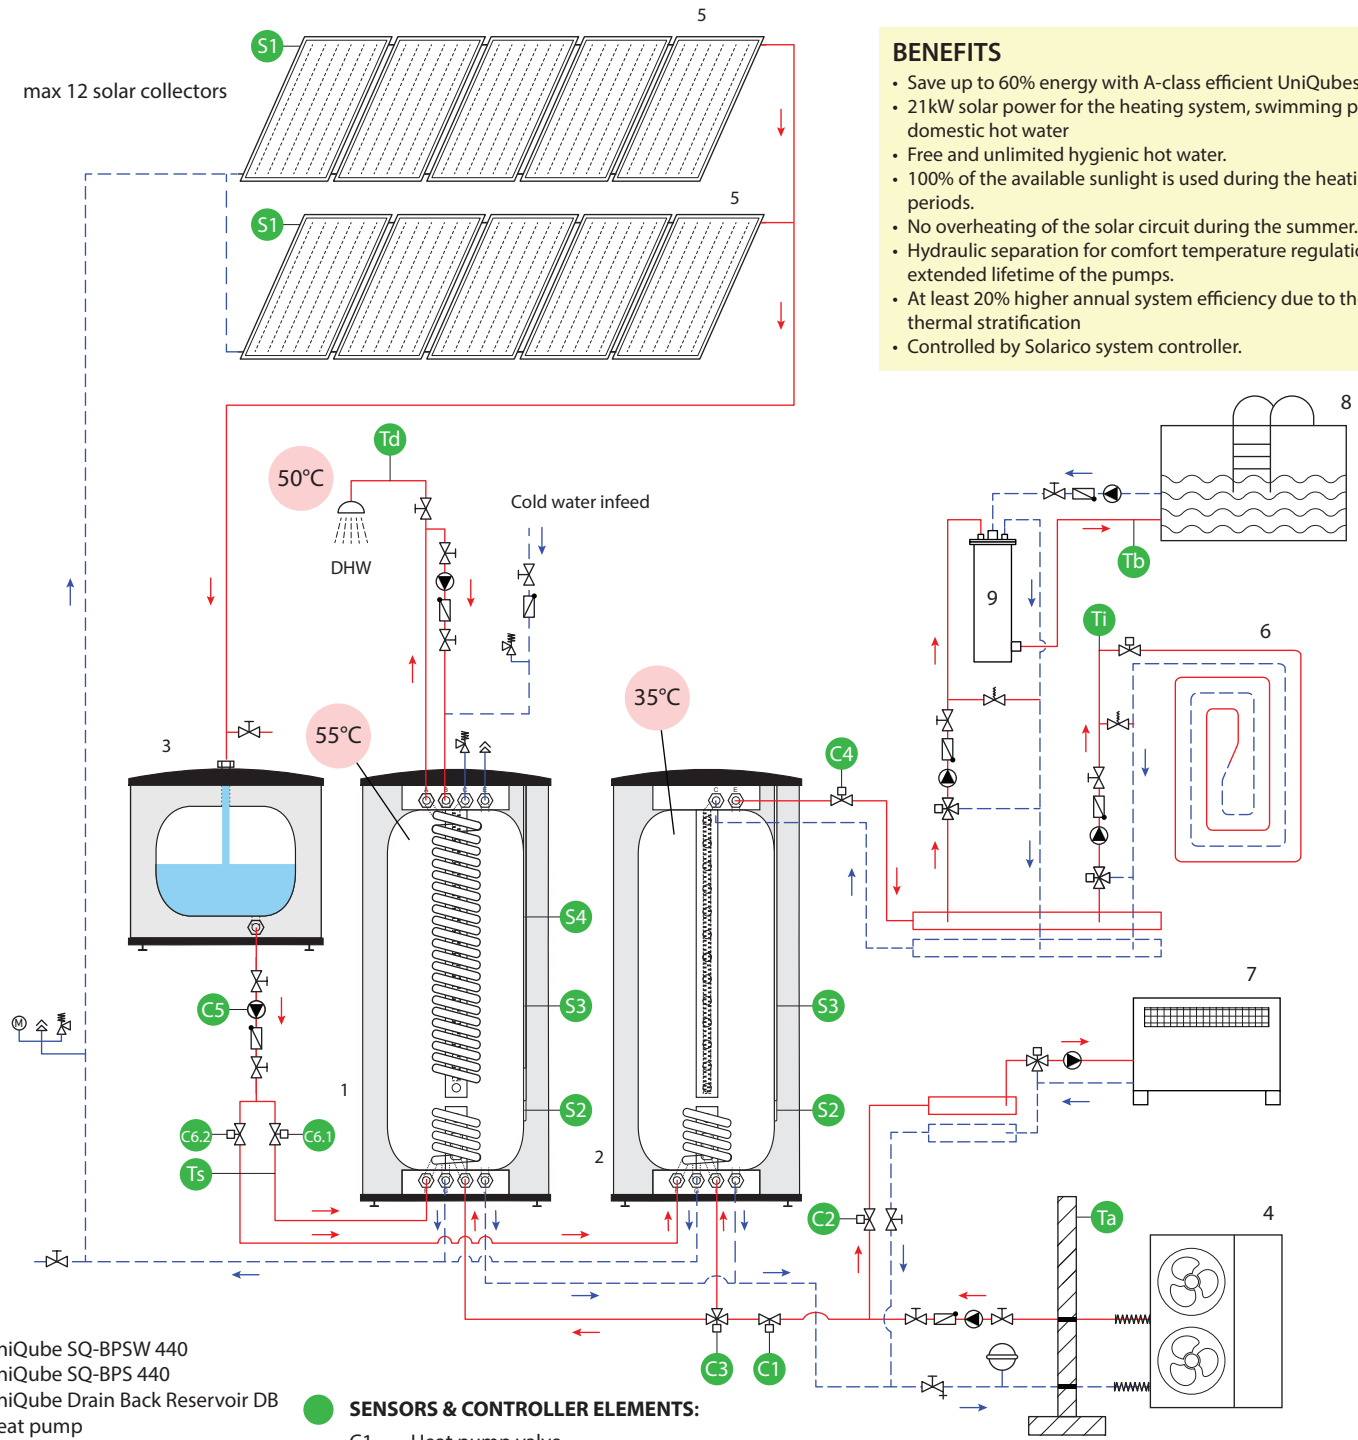 5
S1
max 12 solar collectors
BENEFITS
• Save up to 60% energy with A-class efficient UniQubes
• 21kW solar power for the heating system, swimming p
domestic hot water
• Free and unlimited hygienic hot water.
• 100% of the available sunlight is used during the heati
periods.
• No overheating of the solar circuit during the summer.
• Hydraulic separation for comfort temperature regulatio
extended lifetime of the pumps.
• At least 20% higher annual system efficiency due to th
thermal stratification
• Controlled by Solarico system controller.
5
S1
8
Td
50°C
Cold water infeed
DHW
Tb
9
Ti
6
35°C
55°C
3
C4
A B C E
C E
S4
S3
S3
C5
M
7
1
S2
S2
C6.2
C6.1
2
Ts
C2
Ta
4
C3
C1
niQube SQ-BPSW 440
niQube SQ-BPS 440
niQube Drain Back Reservoir DB
eat pump
SENSORS & CONTROLLER ELEMENTS:
C1 Heat pump valve